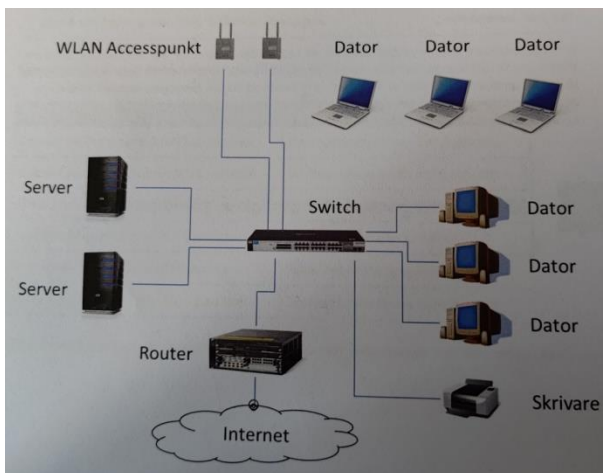 WLAN Accesspunkt
Dator
Dator
Dator
Server
Switch
Dator
Server
Dator
Dator
Router
Skrivare
Internet